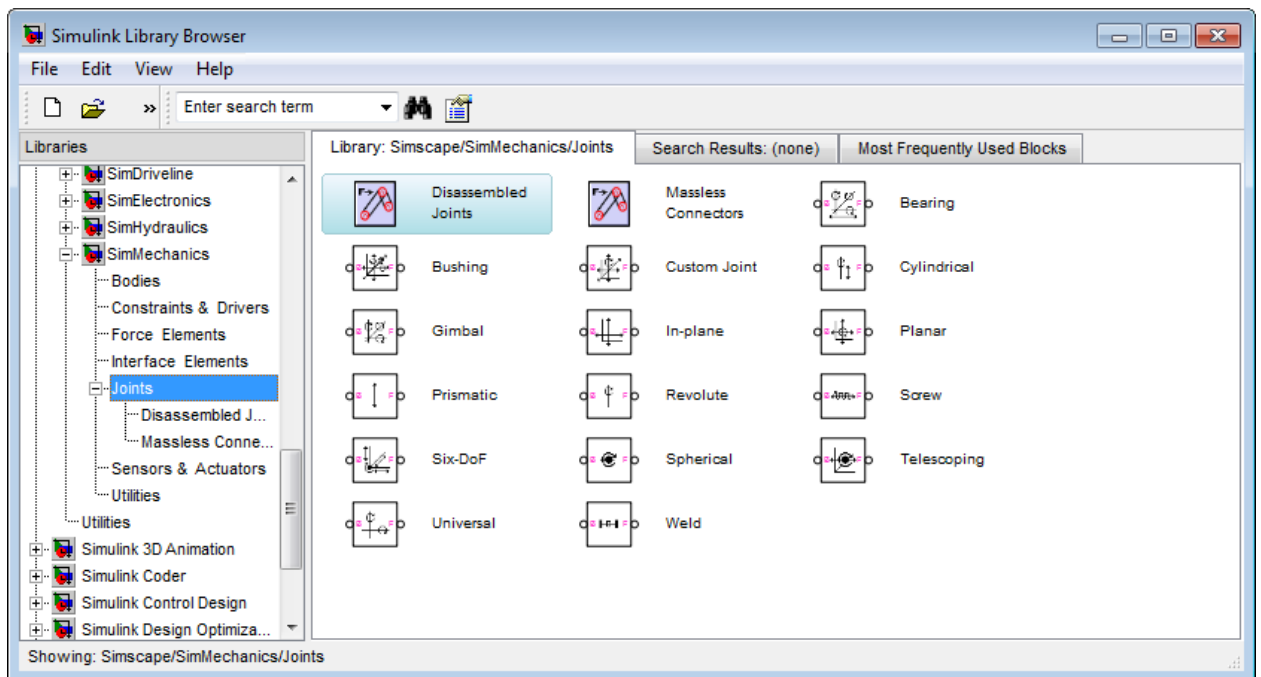 Simulink Library Browser
File Edit View Help
» Enter search term
Libraries
Library: Simscape/SimMechanics/Joints Search Results: (none) Most Frequently Used Blocks
SimDriveline
SimElectronics
SimHydraulics
SimMechanics
Bodies
Constraints & Drivers
Force Elements
Interface Elements
Joints
Disassembled J...
Massless Conne...
Sensors & Actuators
Utilities
Utilities
Simulink 3D Animation
Simulink Coder
Simulink Control Design
Simulink Design Optimiza...
Disassembled
Joints
Massless
Connectors
Bearing
Bushing
Custom Joint
Cylindrical
Gimbal
In-plane
Planar
Prismatic
Revolute
Screw
Six-DoF
Spherical
Telescoping
Universal
Weld
Showing: Simscape/SimMechanics/Joints